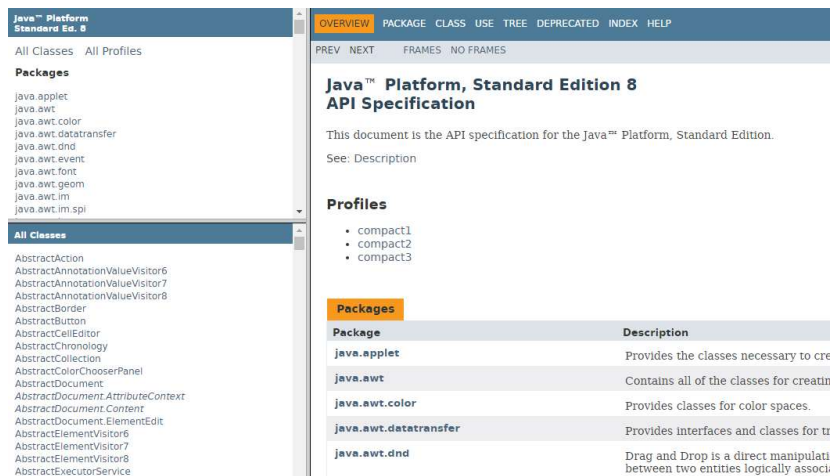 Java™ Platform
Standard Ed. 8
All Classes All Profiles
Packages
java.applet
java.awt
java.awt.color
java.awt.datatransfer
java.awt.dnd
java.awt.event
java.awt.font
java.awt.geom
java.awt.im
java.awt.im.spi
All Classes
AbstractAction
AbstractAnnotationValueVisitor6
AbstractAnnotationValueVisitor7
AbstractAnnotationValueVisitor8
AbstractBorder
AbstractButton
AbstractCellEditor
AbstractChronology
AbstractCollection
AbstractColorChooserPanel
AbstractDocument
AbstractDocument.AttributeContext
AbstractDocument.Content
AbstractDocument.ElementEdit
AbstractElementVisitor6
AbstractElementVisitor7
AbstractElementVisitor8
AbstractExecutorService
OVERVIEW PACKAGE CLASS USE TREE DEPRECATED INDEX HELP
PREV NEXT FRAMES NO FRAMES
Java™ Platform, Standard Edition 8
API Specification
This document is the API specification for the Java™ Platform, Standard Edition.
See: Description
Profiles
• compact1
• compact2
• compact3
Packages
Package Description
java.applet Provides the classes necessary to cre
java.awt Contains all of the classes for creatin
java.awt.color Provides classes for color spaces.
java.awt.datatransfer Provides interfaces and classes for tr
java.awt.dnd Drag and Drop is a direct manipulati
between two entities logically associa